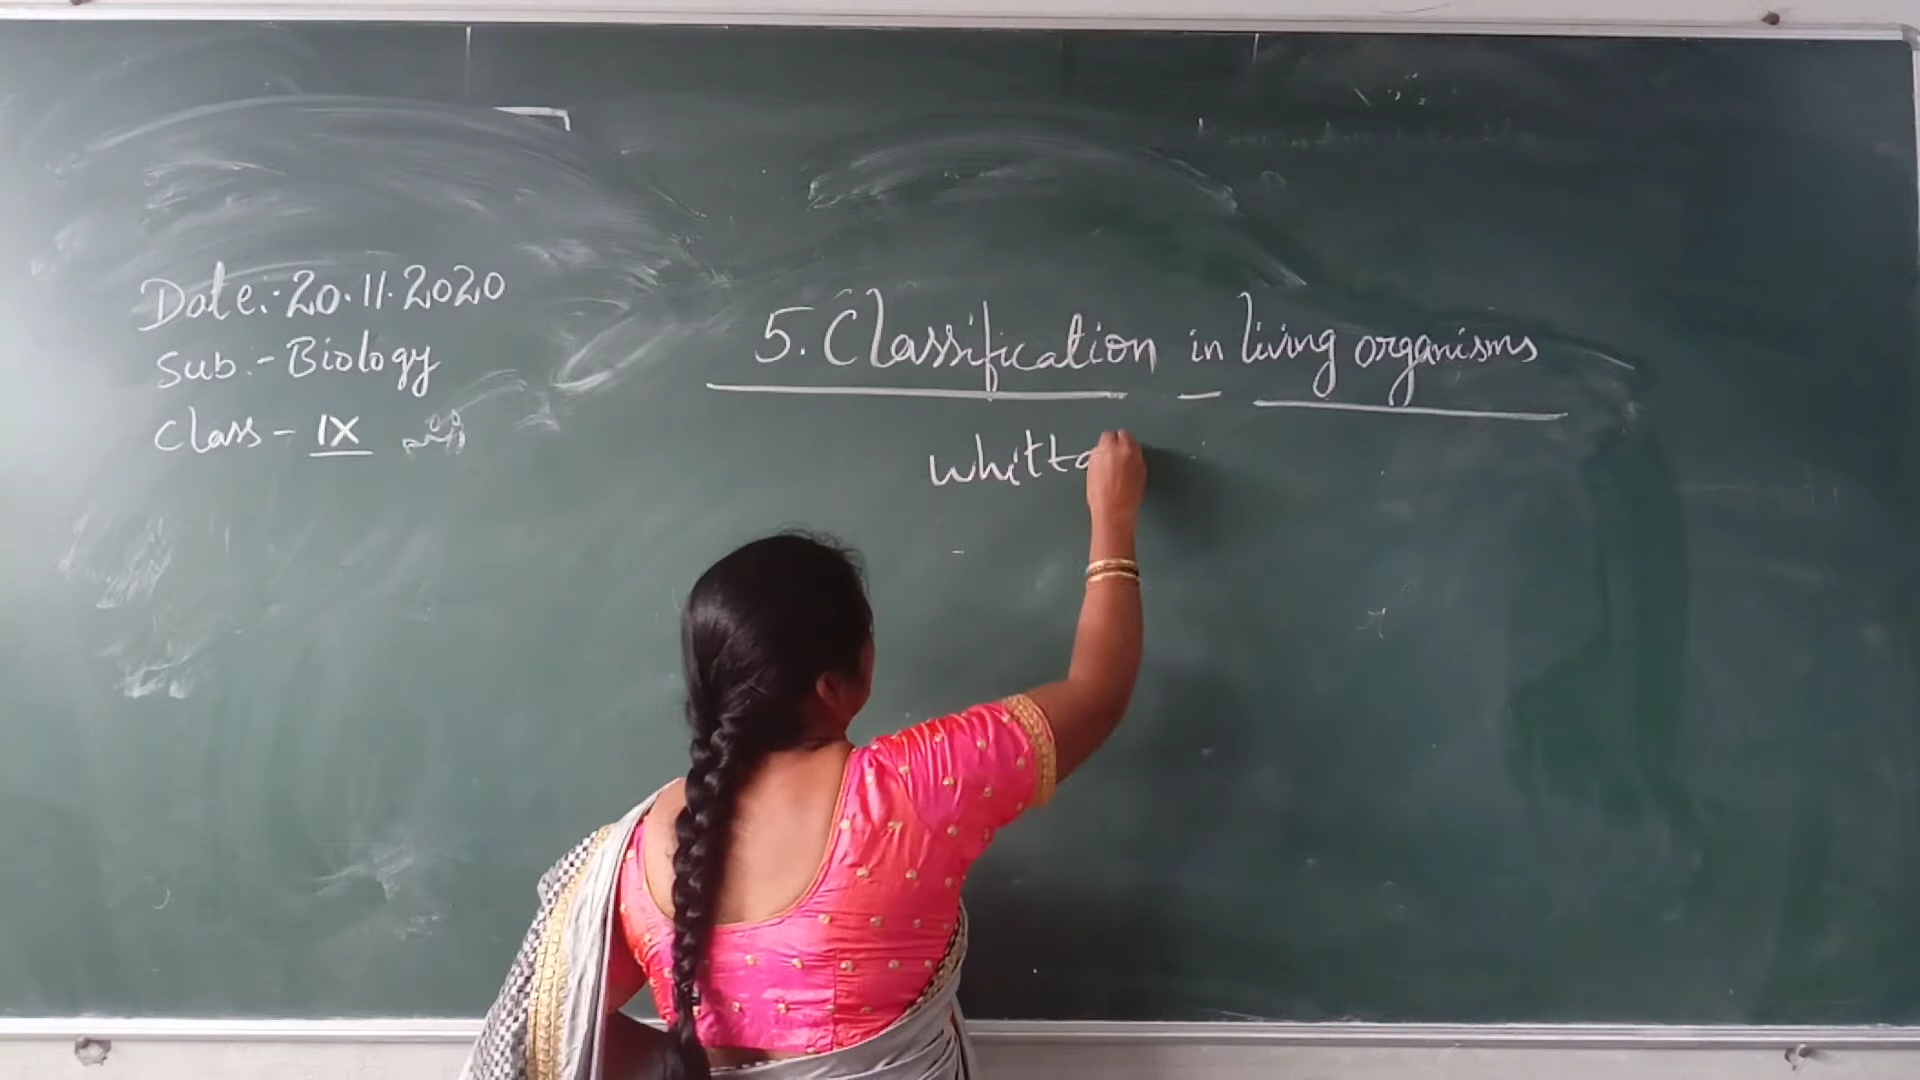 Date:- 20.11.2020
Sub:- Biology
Class - IX
5. Classification in living organisms
Whitta